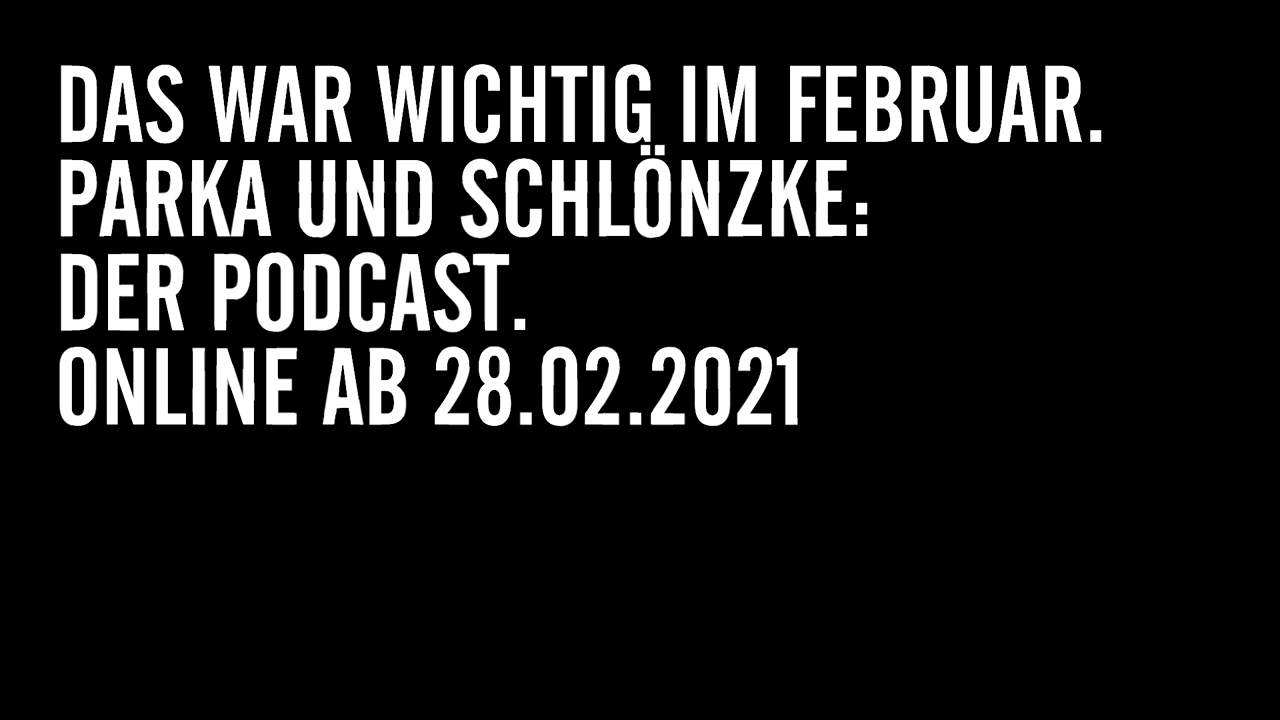 DAS WAR WICHTIG IM FEBRUAR.
PARKA UND SCHLÖNZKE:
DER PODCAST.
ONLINE AB 28.02.2021